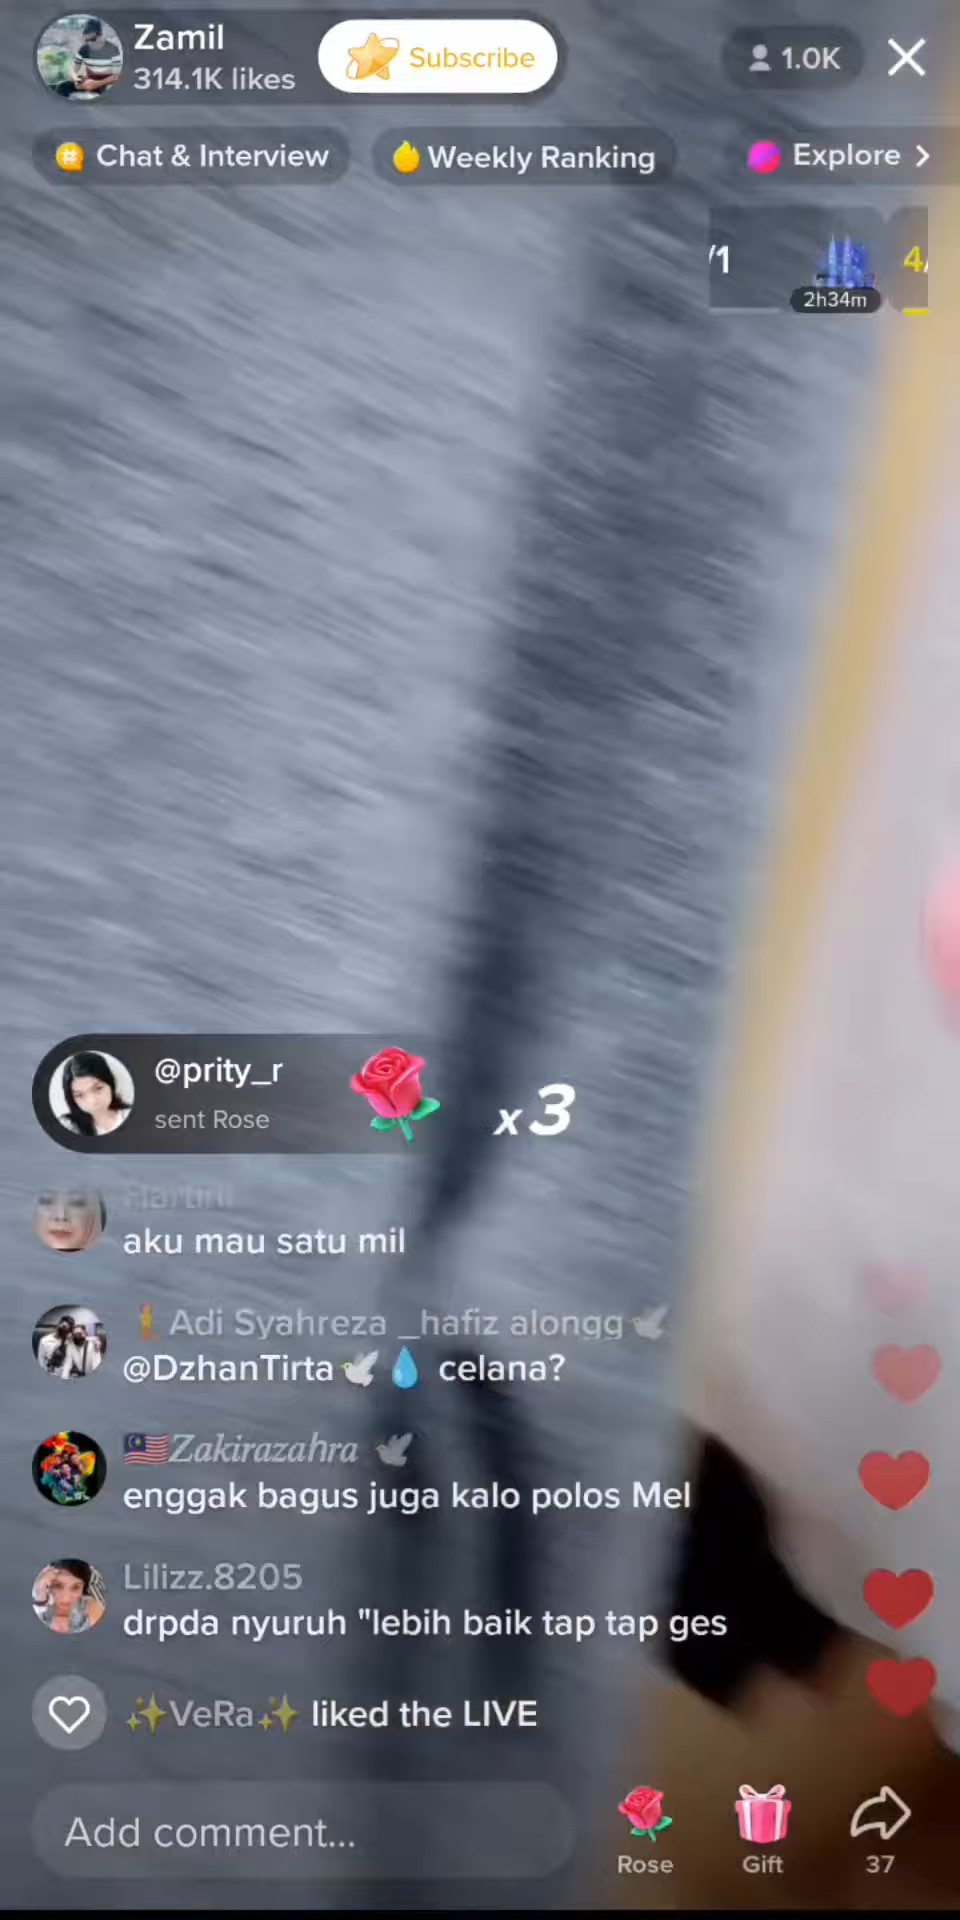 Zamil
314.1K likes
Subscribe
1.0K
Chat & Interview
Weekly Ranking
Explore >
/1
2h34m
4/
@prity_r
sent Rose
x3
aku mau satu mil
Adi Syahreza _hafiz alongg🕊
@DzhanTirta🕊💧 celana?
🇲🇾Zakirazahra 🕊
enggak bagus juga kalo polos Mel
Lilizz.8205
drpda nyuruh "lebih baik tap tap ges
✨VeRa✨ liked the LIVE
Add comment...
Rose
Gift
37